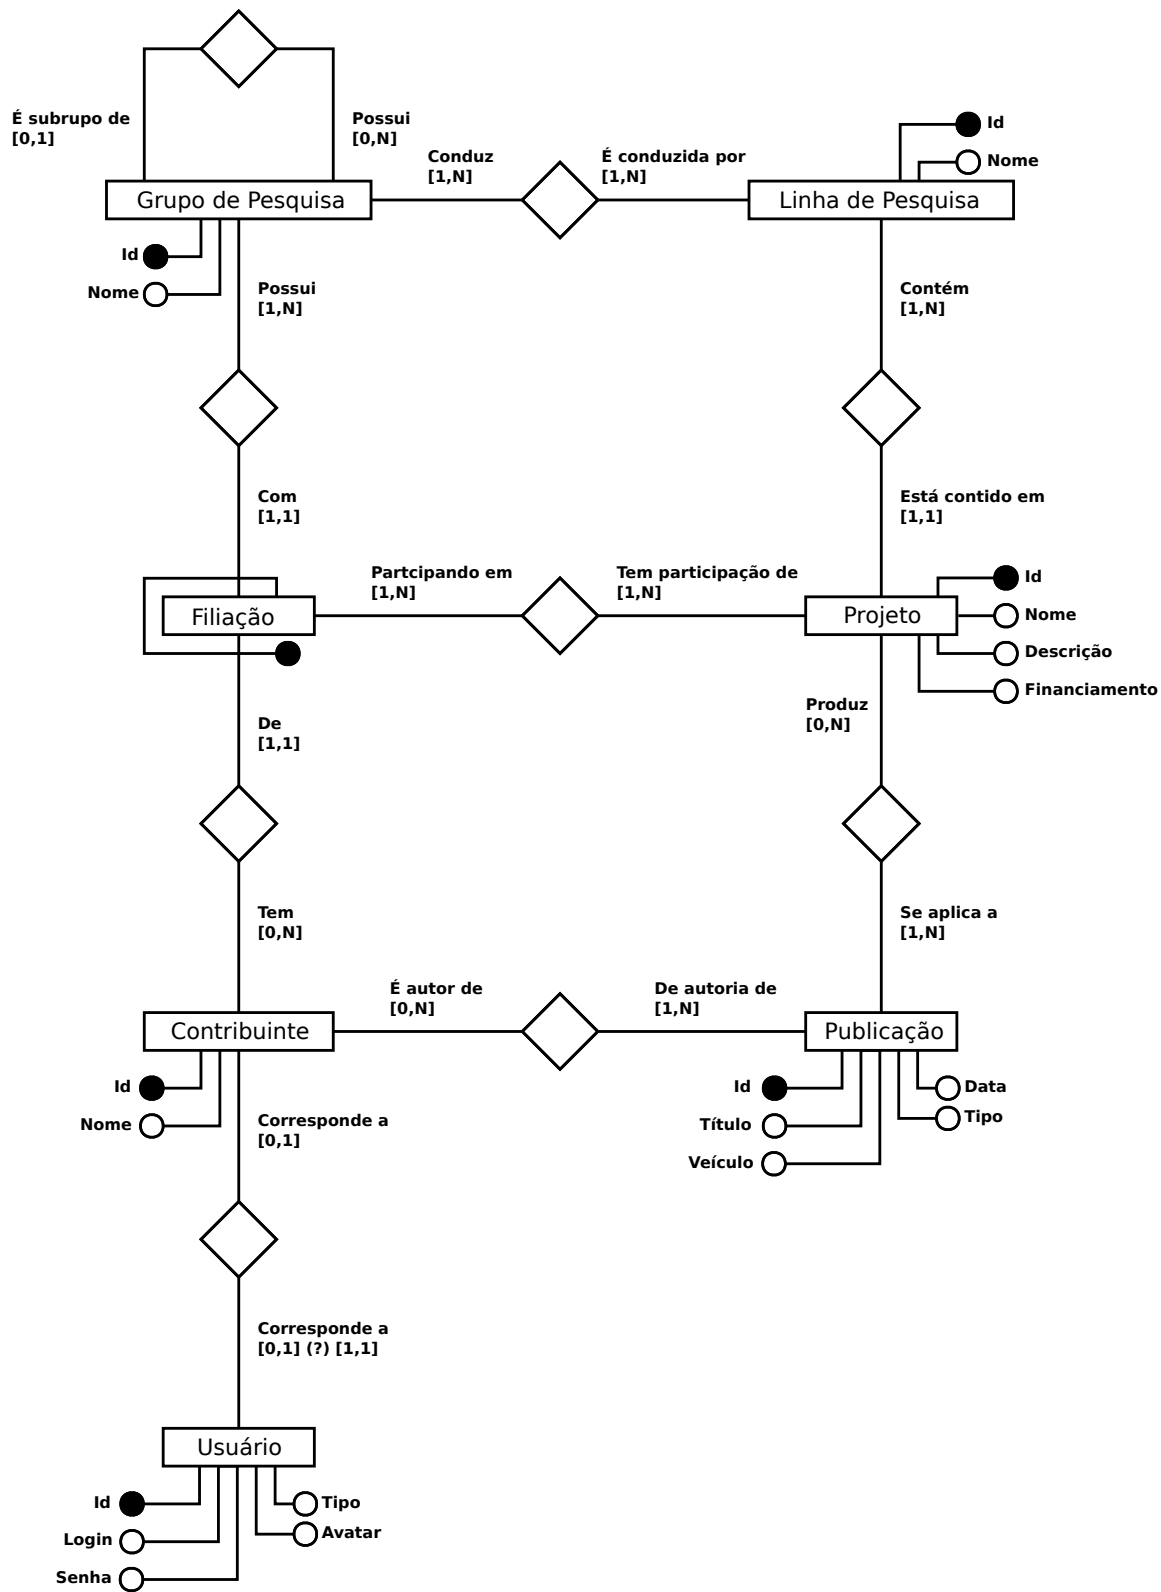 É subrupo de
[0,1]
Possui
[0,N]
Conduz
[1,N]
É conduzida por
[1,N]
Id
Nome
Grupo de Pesquisa
Linha de Pesquisa
Id
Nome
Possui
[1,N]
Contém
[1,N]
Com
[1,1]
Está contido em
[1,1]
Partcipando em
[1,N]
Tem participação de
[1,N]
Filiação
Projeto
Id
Nome
Descrição
Financiamento
De
[1,1]
Produz
[0,N]
Tem
[0,N]
Se aplica a
[1,N]
É autor de
[0,N]
De autoria de
[1,N]
Contribuinte
Publicação
Id
Nome
Corresponde a
[0,1]
Id
Título
Veículo
Data
Tipo
Corresponde a
[0,1] (?) [1,1]
Usuário
Id
Login
Senha
Tipo
Avatar